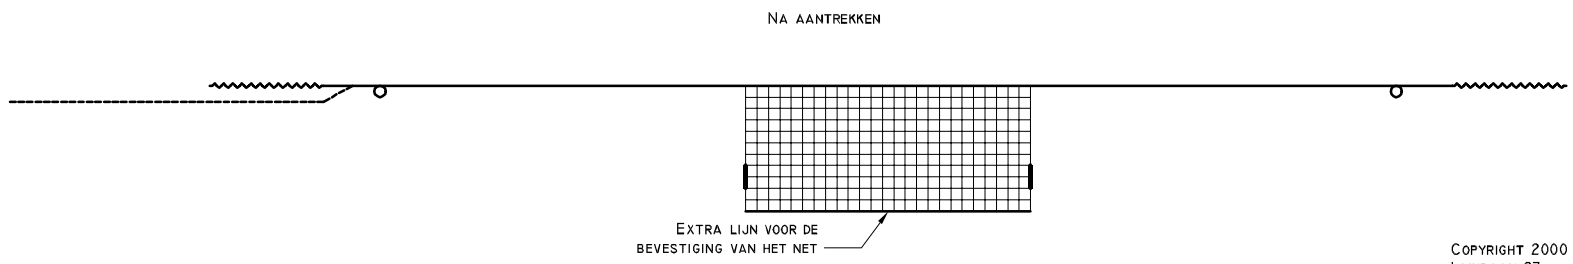 Na aantrekken
Extra lijn voor de
bevestiging van het net
Copyright 2000